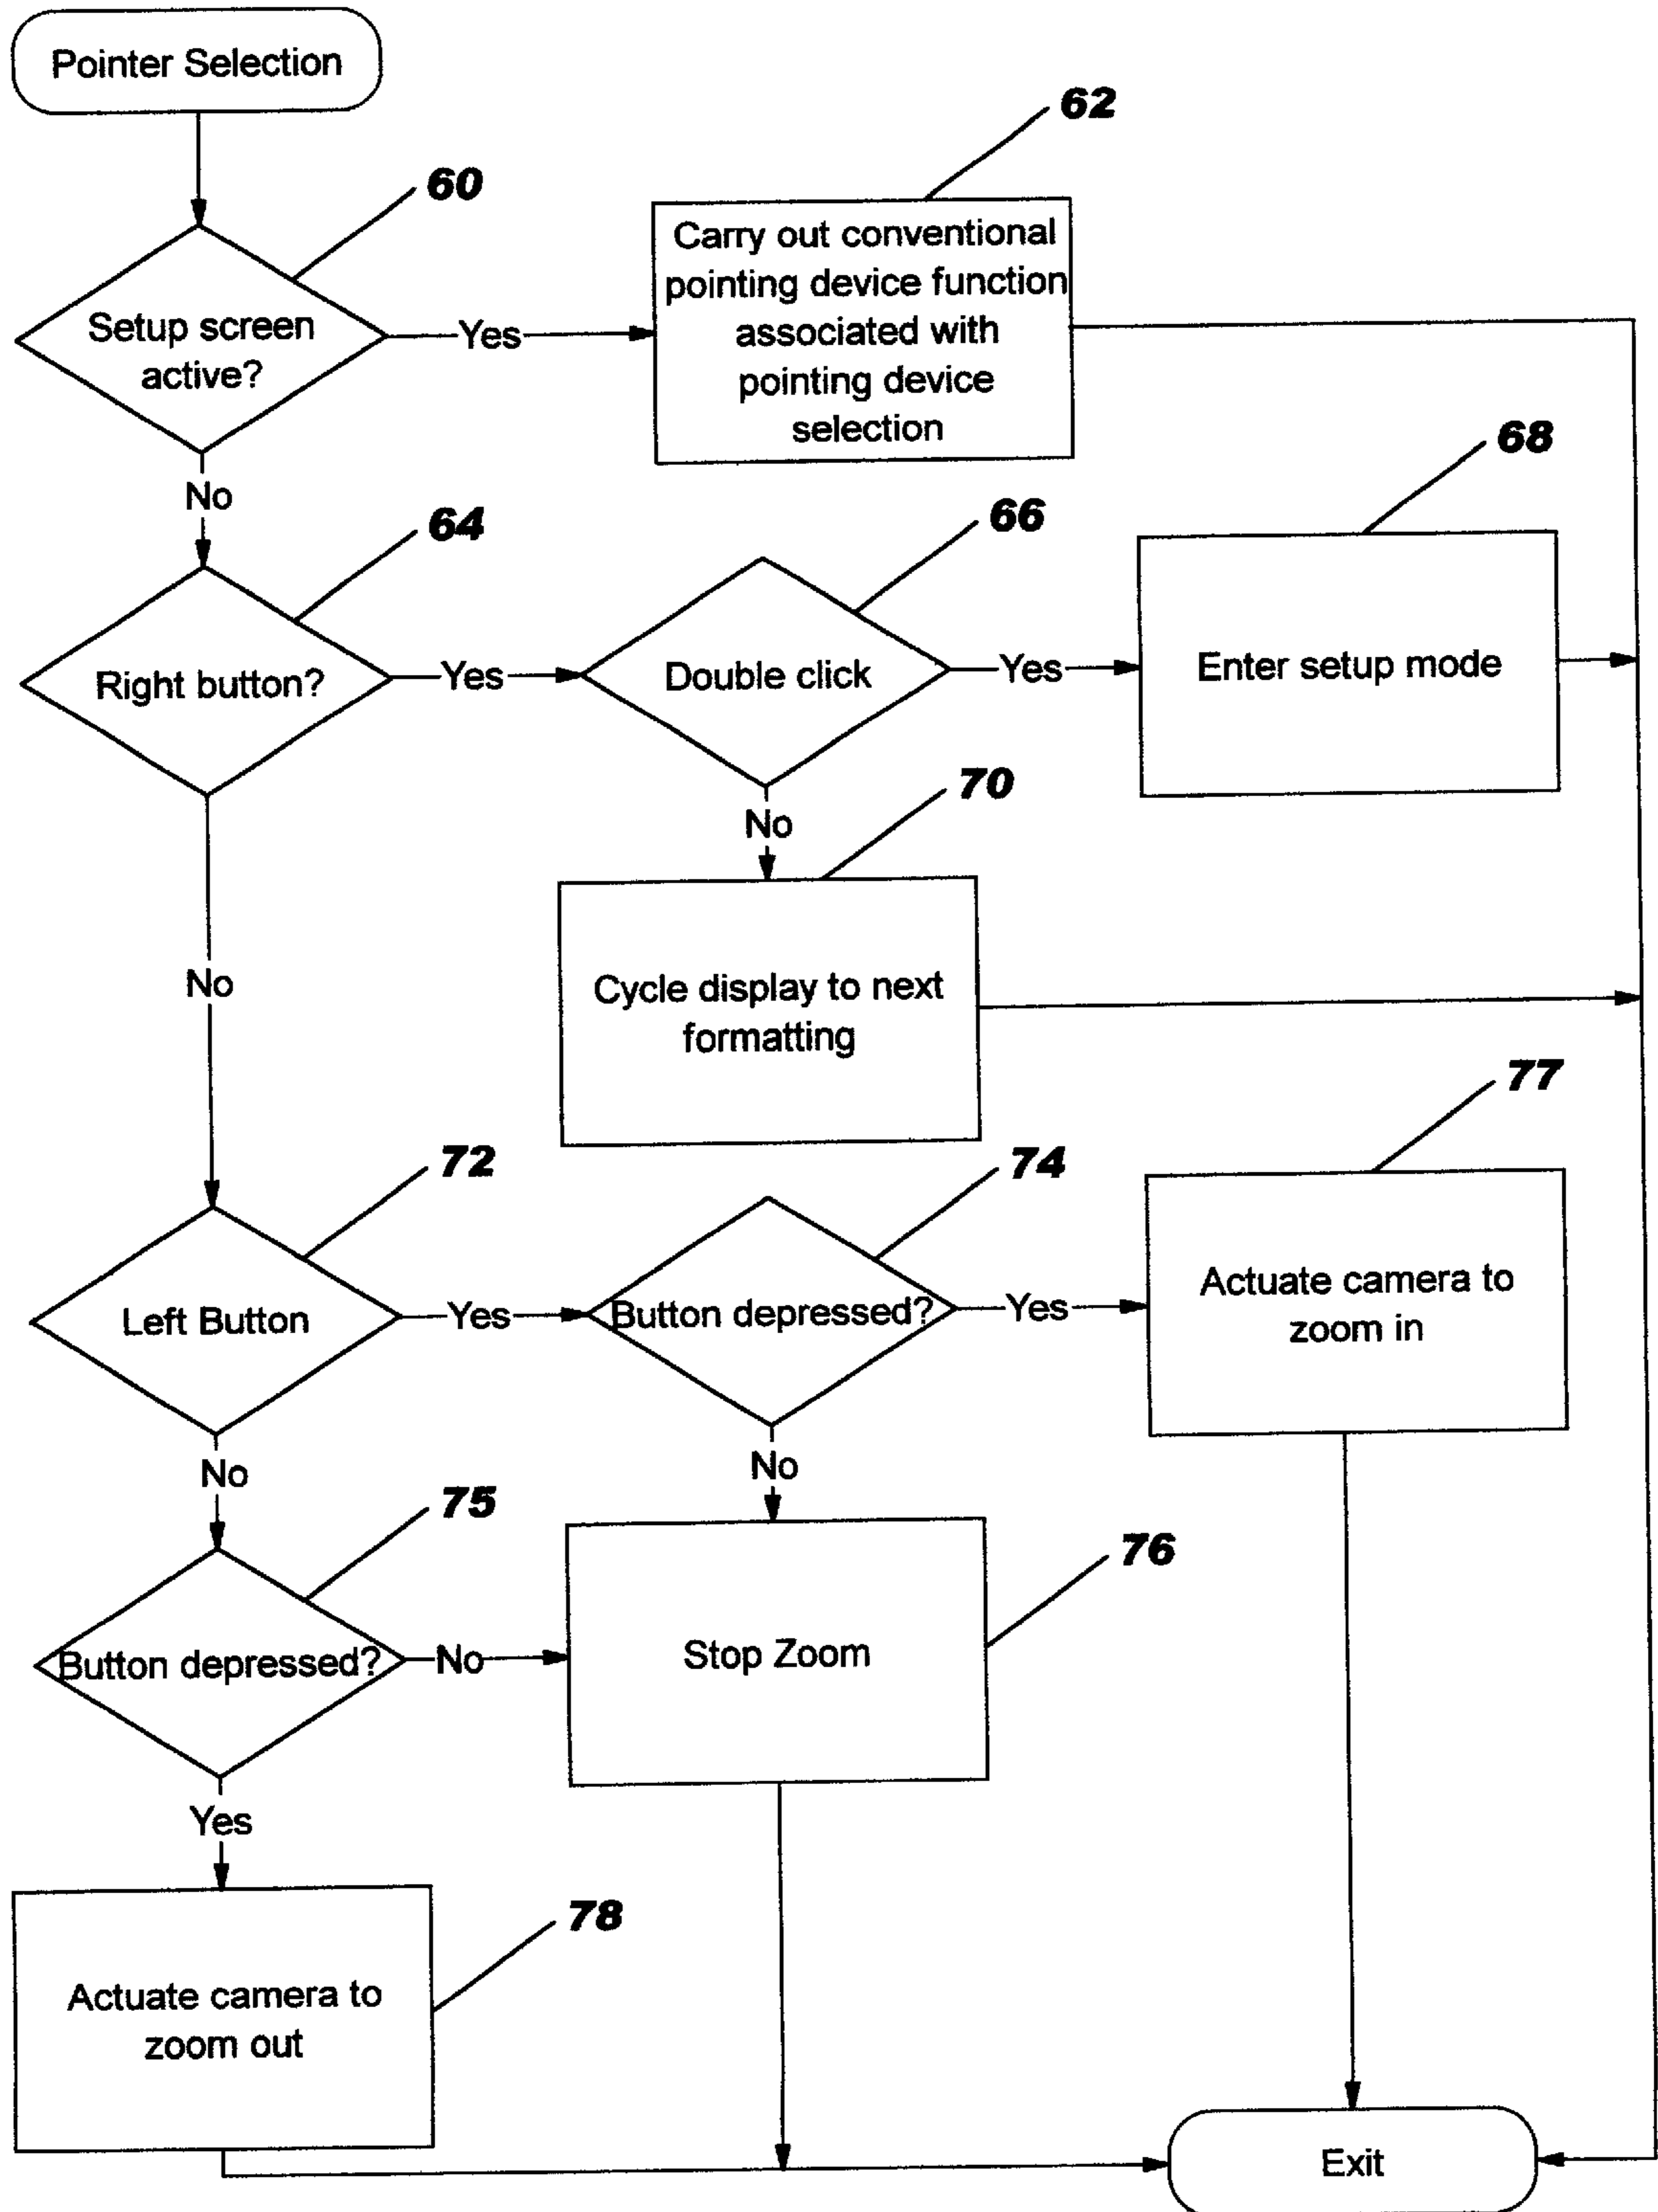 Pointer Selection
62
60
Carry out conventional
pointing device function
associated with
pointing device
selection
Setup screen
active?
Yes
No
68
66
64
Right button?
Yes
Double click
Yes
Enter setup mode
No
70
No
Cycle display to next
formatting
77
74
72
Left Button
Yes
Button depressed?
Yes
Actuate camera to
zoom in
No
No
75
76
Button depressed?
No
Stop Zoom
Yes
78
Actuate camera to
zoom out
Exit